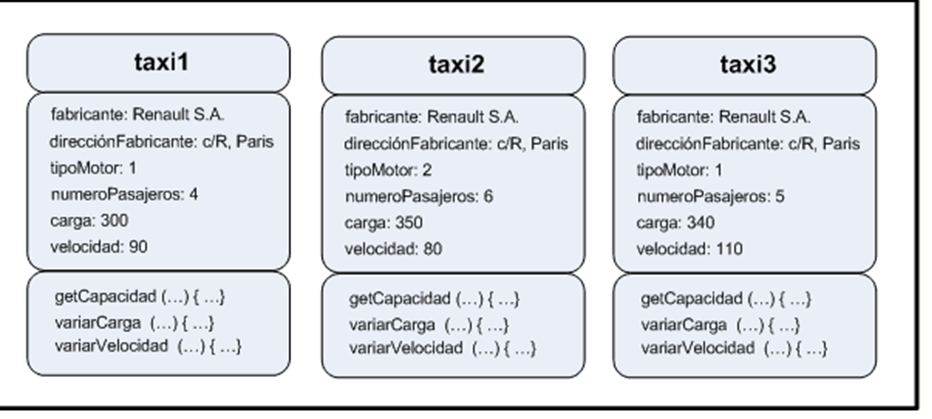 taxi1
fabricante: Renault S.A.
direcciónFabricante: c/R, Paris
tipoMotor: 1
numeroPasajeros: 4
carga: 300
velocidad: 90
getCapacidad (...) { ...}
variarCarga (...) { ...}
variarVelocidad (...) { ...}
taxi2
fabricante: Renault S.A.
direcciónFabricante: c/R, Paris
tipoMotor: 2
numeroPasajeros: 6
carga: 350
velocidad: 80
getCapacidad (...) { ...}
variarCarga (...) { ...}
variarVelocidad (...) { ...}
taxi3
fabricante: Renault S.A.
direcciónFabricante: c/R, Paris
tipoMotor: 1
numeroPasajeros: 5
carga: 340
velocidad: 110
getCapacidad (...) { ...}
variarCarga (...) { ...}
variarVelocidad (...) { ...}